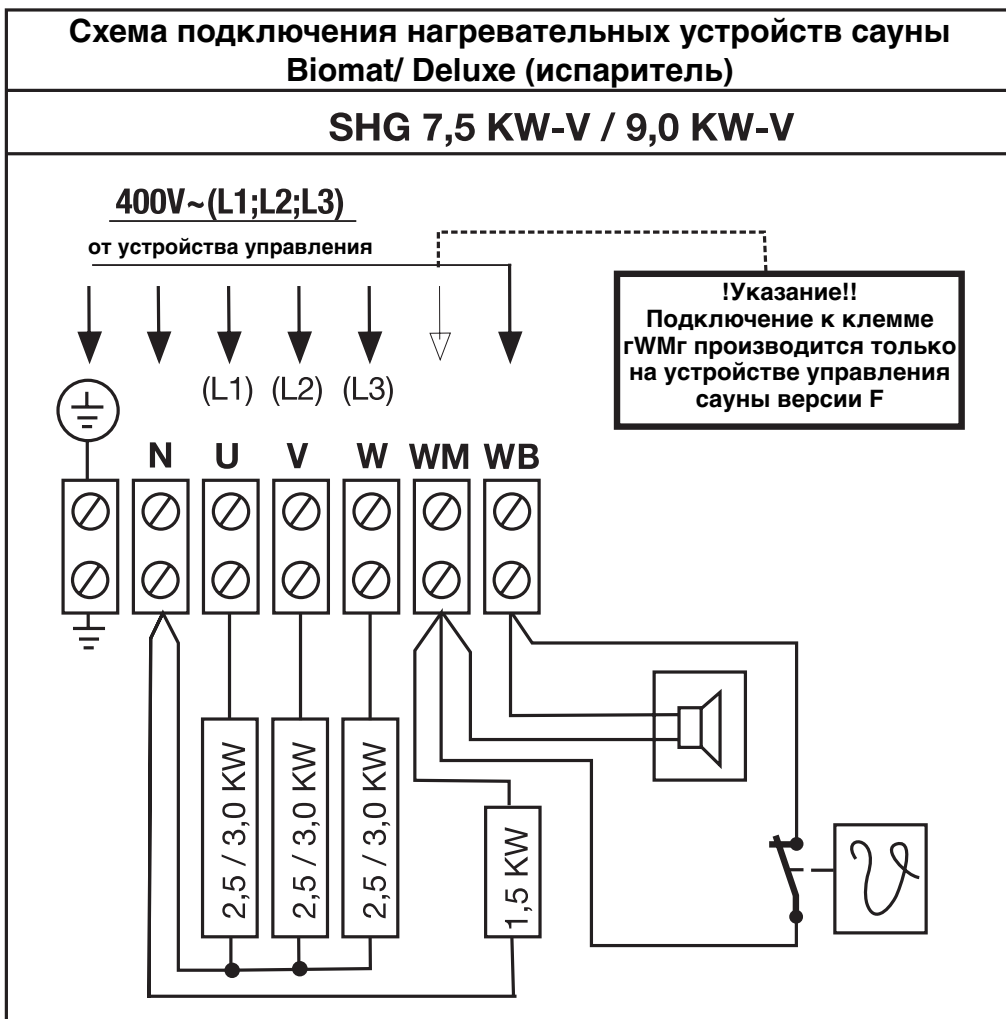 Схема подключения нагревательных устройств сауны
Biomat/ Deluxe (испаритель)
SHG 7,5 KW-V / 9,0 KW-V
400V~(L1;L2;L3)
от устройства управления
!Указание!!
Подключение к клемме
гWMг производится только
на устройстве управления
сауны версии F
(L1) (L2) (L3)
N U V W WM WB
2,5 / 3,0 KW
2,5 / 3,0 KW
2,5 / 3,0 KW
1,5 KW
ϑ